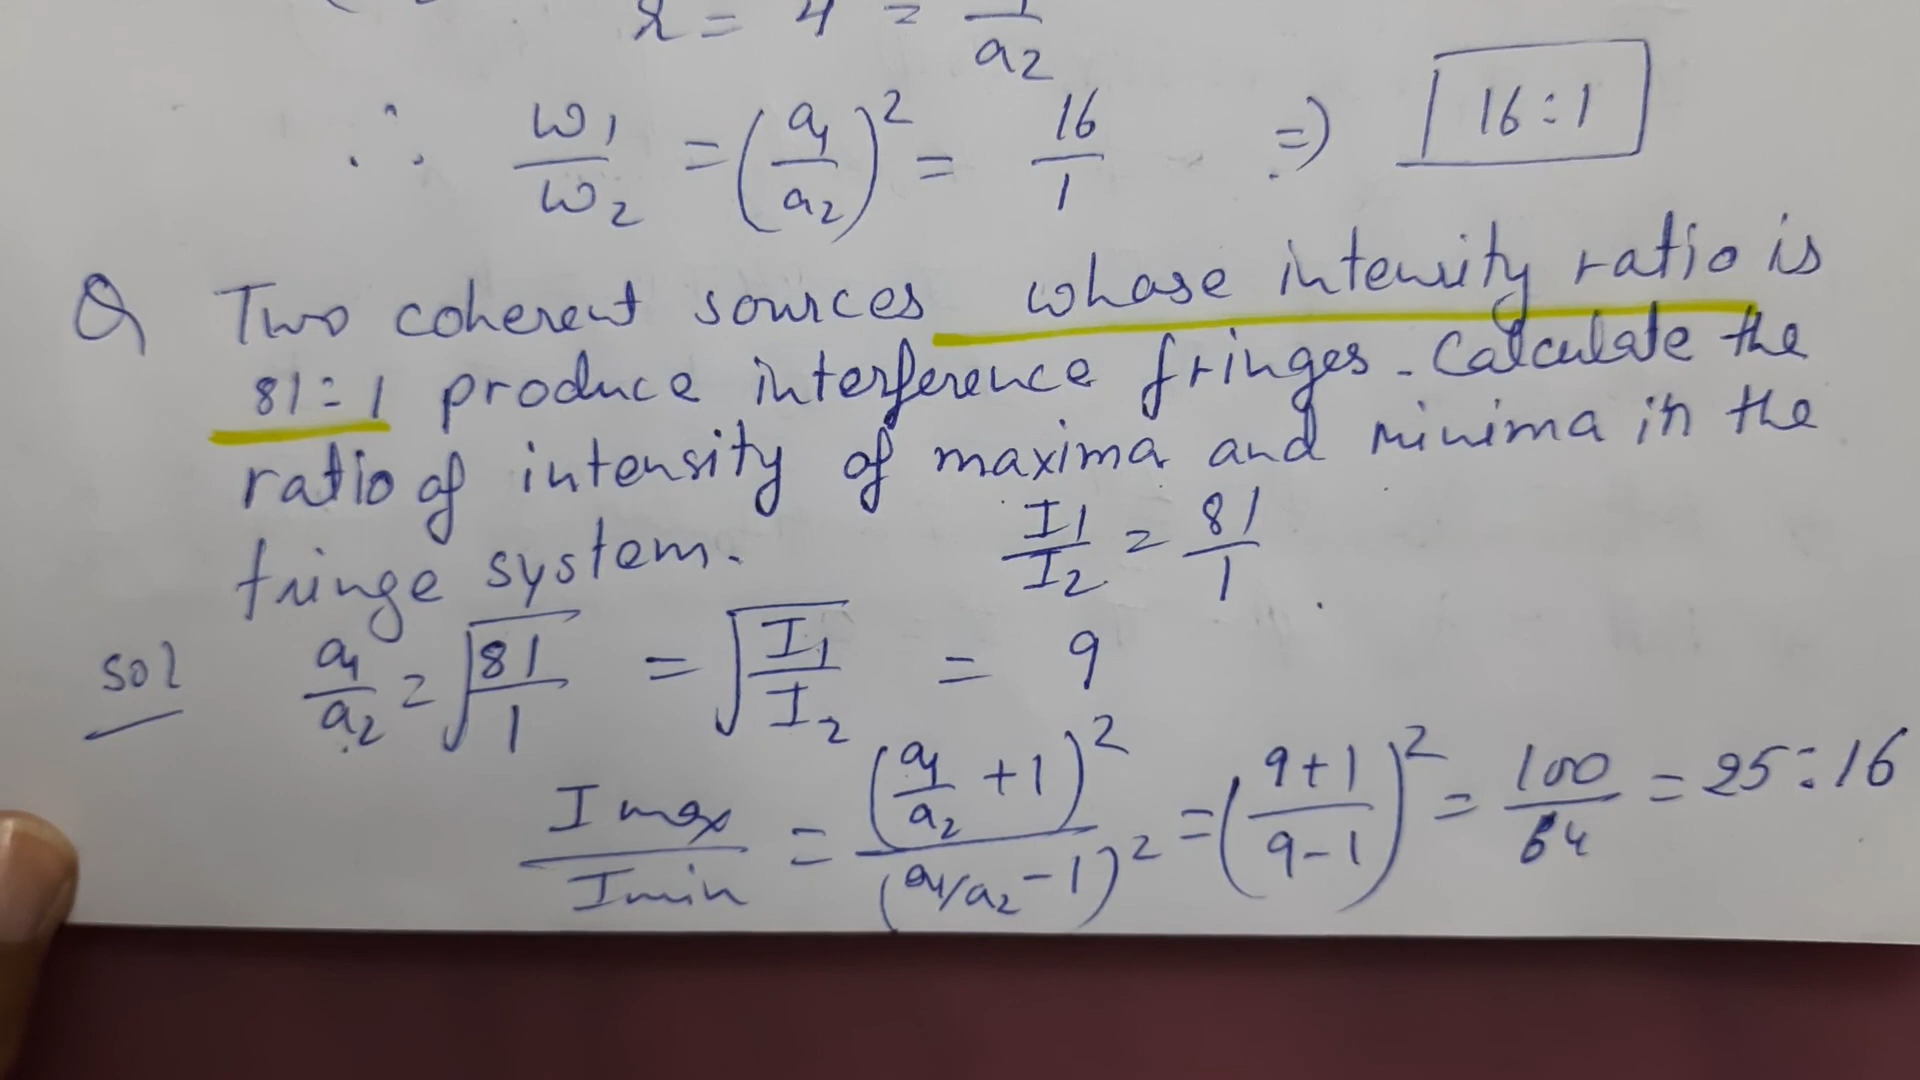 r = 4 = 1/a2
∴ ω1/ω2 = (a1/a2)² = 16/1 ⇒ 16:1
Q Two coherent sources whose intensity ratio is
81:1 produce interference fringes. Calculate the
ratio of intensity of maxima and minima in the
fringe system. I1/I2 = 81/1
sol a1/a2 = √(81/1) = √(I1/I2) = 9
Imax/Imin = (a1/a2 + 1)²/(a1/a2 - 1)² = (9+1/9-1)² = 100/64 = 25:16